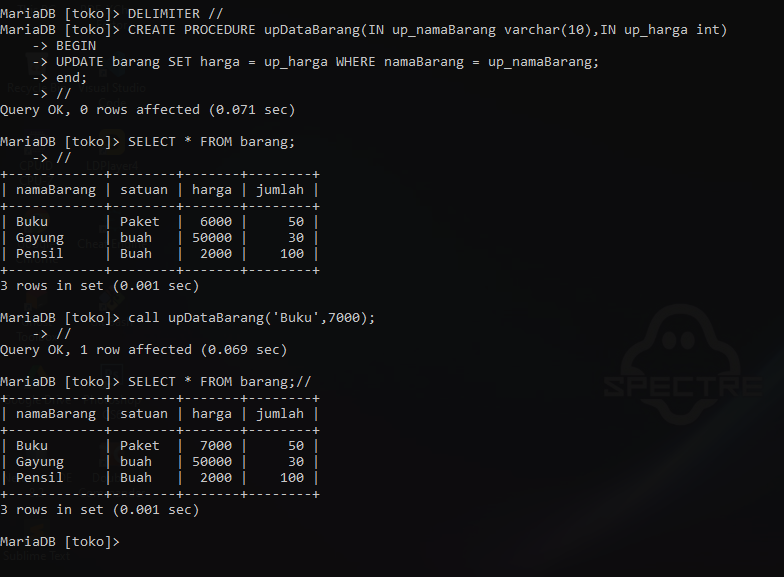 MariaDB [toko]> DELIMITER //
MariaDB [toko]> CREATE PROCEDURE upDataBarang(IN up_namaBarang varchar(10),IN up_harga int)
    -> BEGIN
    -> UPDATE barang SET harga = up_harga WHERE namaBarang = up_namaBarang;
    -> end;
    -> //
Query OK, 0 rows affected (0.071 sec)

MariaDB [toko]> SELECT * FROM barang;
    -> //
+------------+--------+-------+--------+
| namaBarang | satuan | harga | jumlah |
+------------+--------+-------+--------+
| Buku       | Paket  |  6000 |     50 |
| Gayung     | buah   | 50000 |     30 |
| Pensil     | Buah   |  2000 |    100 |
+------------+--------+-------+--------+
3 rows in set (0.001 sec)

MariaDB [toko]> call upDataBarang('Buku',7000);
    -> //
Query OK, 1 row affected (0.069 sec)

MariaDB [toko]> SELECT * FROM barang;//
+------------+--------+-------+--------+
| namaBarang | satuan | harga | jumlah |
+------------+--------+-------+--------+
| Buku       | Paket  |  7000 |     50 |
| Gayung     | buah   | 50000 |     30 |
| Pensil     | Buah   |  2000 |    100 |
+------------+--------+-------+--------+
3 rows in set (0.001 sec)

MariaDB [toko]>
SPECTRE
Sublime Text